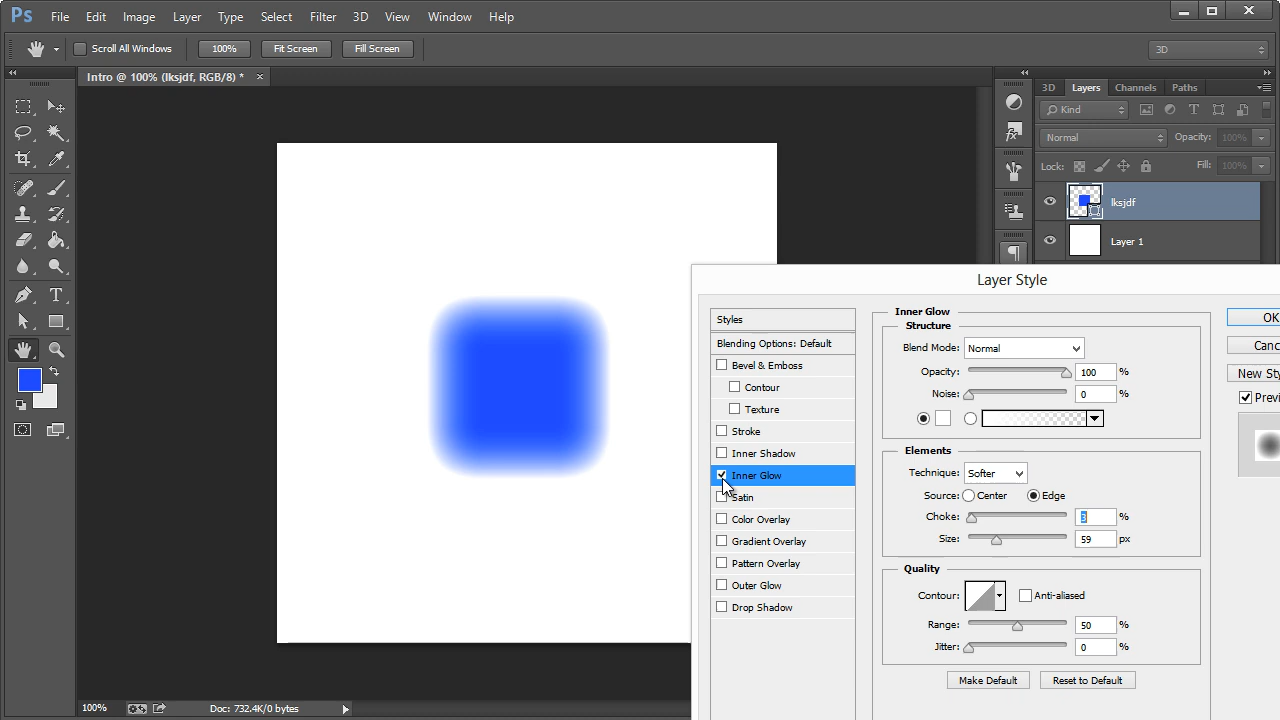 Ps File Edit Image Layer Type Select Filter 3D View Window Help
Scroll All Windows 100% Fit Screen Fill Screen 3D
Intro @ 100% (lksjdf, RGB/8) *
3D Layers Channels Paths
Kind
Normal Opacity: 100%
Lock: Fill: 100%
lksjdf
Layer 1
Layer Style
Styles
Blending Options: Default
Bevel & Emboss
Contour
Texture
Stroke
Inner Shadow
Inner Glow
Satin
Color Overlay
Gradient Overlay
Pattern Overlay
Outer Glow
Drop Shadow
Inner Glow
Structure
Blend Mode: Normal
Opacity: 100 %
Noise: 0 %
Elements
Technique: Softer
Source: Center Edge
Choke: 3 %
Size: 59 px
Quality
Contour: Anti-aliased
Range: 50 %
Jitter: 0 %
Make Default Reset to Default
OK
Canc
New Sty
Previ
100% Doc: 732.4K/0 bytes